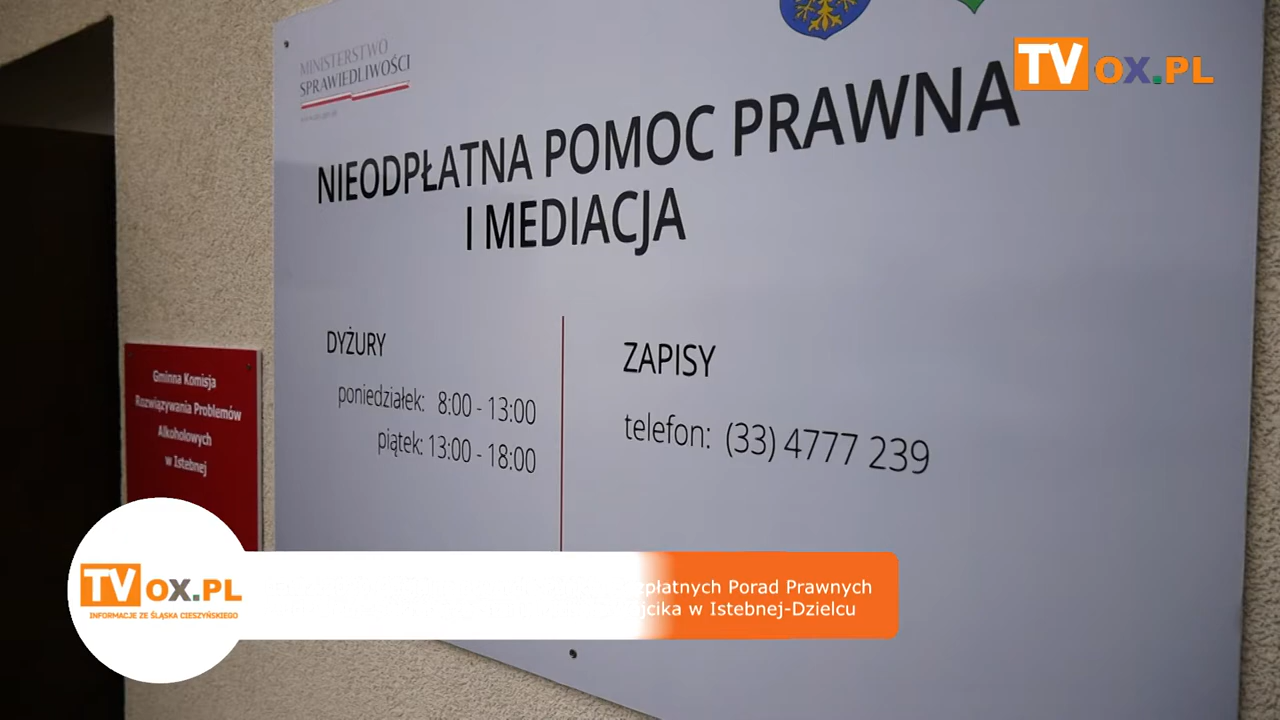 MINISTERSTWO
SPRAWIEDLIWOŚCI
NIEODPŁATNA POMOC PRAWNA
I MEDIACJA
DYŻURY
poniedziałek: 8:00 - 13:00
piątek: 13:00 - 18:00
ZAPISY
telefon: (33) 4777 239
Gminna Komisja
Rozwiązywania Problemów
Alkoholowych
w Istebnej
TVOX.PL
TVOX.PL
INFORMACJE ZE ŚLĄSKA CIESZYŃSKIEGO
Porad Prawnych
w Istebnej-Dzielcu